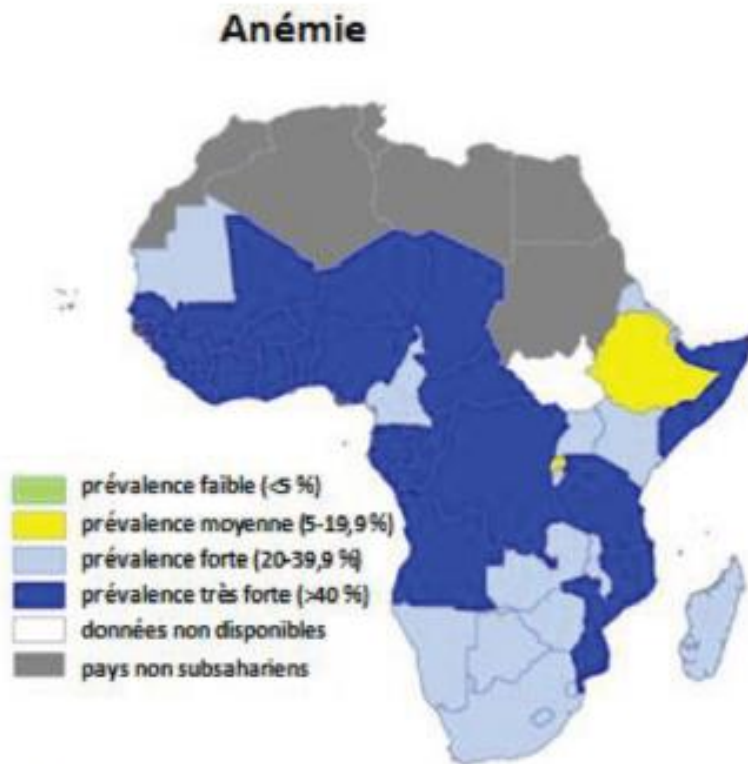 Anémie
prévalence faible (<5 %)
prévalence moyenne (5-19,9%)
prévalence forte (20-39,9 %)
prévalence très forte (>40 %)
données non disponibles
pays non subsahariens